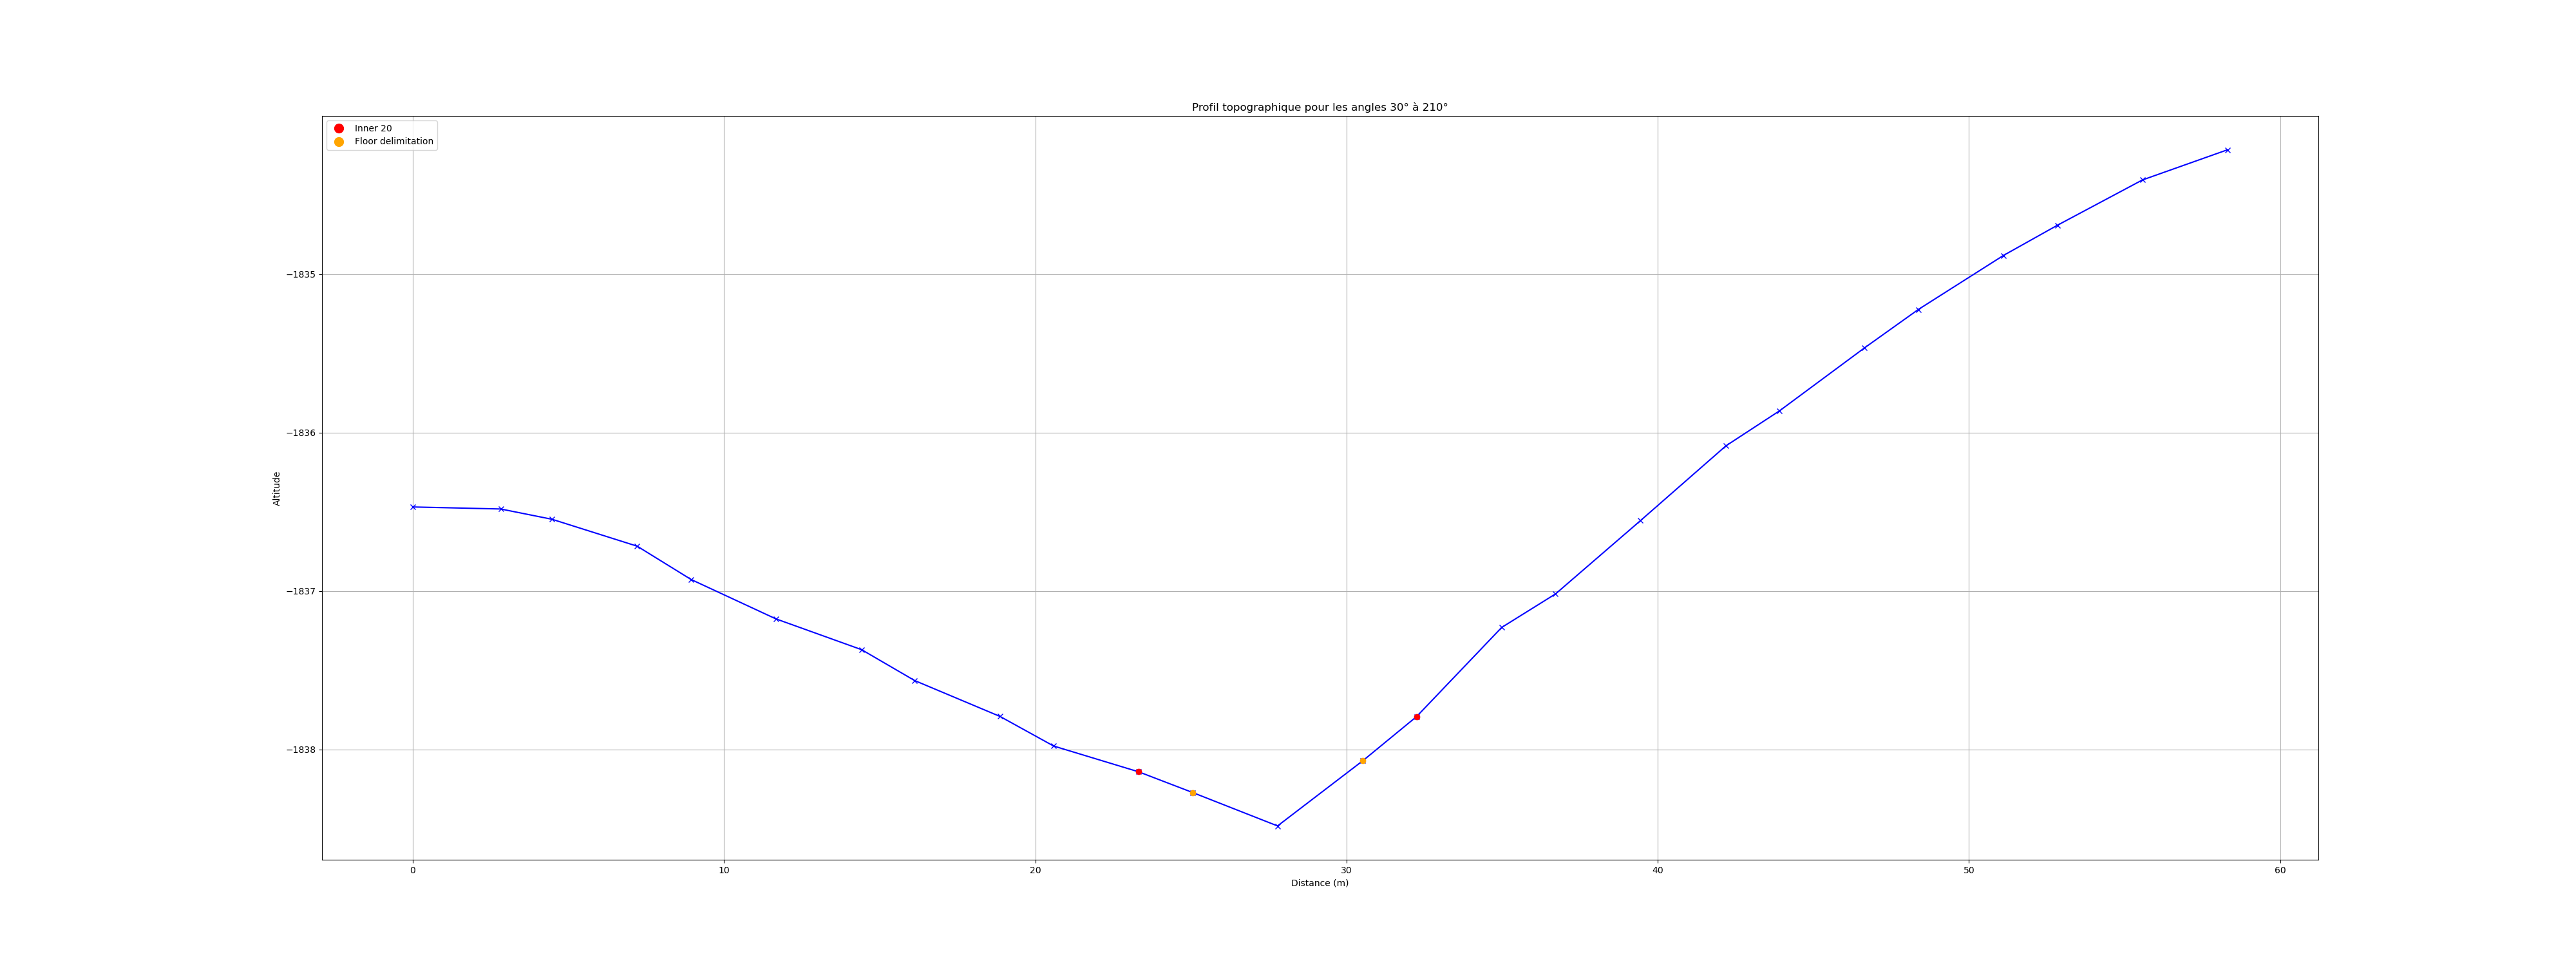 Profil topographique pour les angles 30° à 210°
Inner 20
Floor delimitation
Altitude
−1835
−1836
−1837
−1838
0 10 20 30 40 50 60
Distance (m)